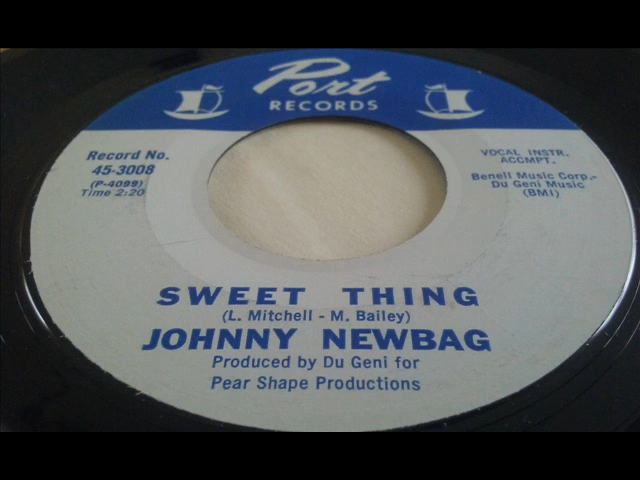 Port
RECORDS
Record No.
45-3008
(P-4099)
Time 2:20
VOCAL INSTR.
ACCMPT.
Benell Music Corp.-
Du Geni Music
(BMI)
SWEET THING
(L. Mitchell - M. Bailey)
JOHNNY NEWBAG
Produced by Du Geni for
Pear Shape Productions